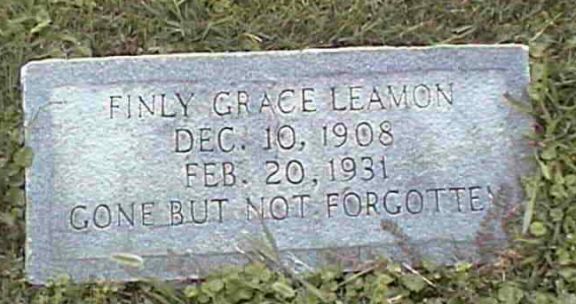 FINLY GRACE LEAMON
DEC. 10, 1908
FEB. 20, 1931
GONE BUT NOT FORGOTTEN